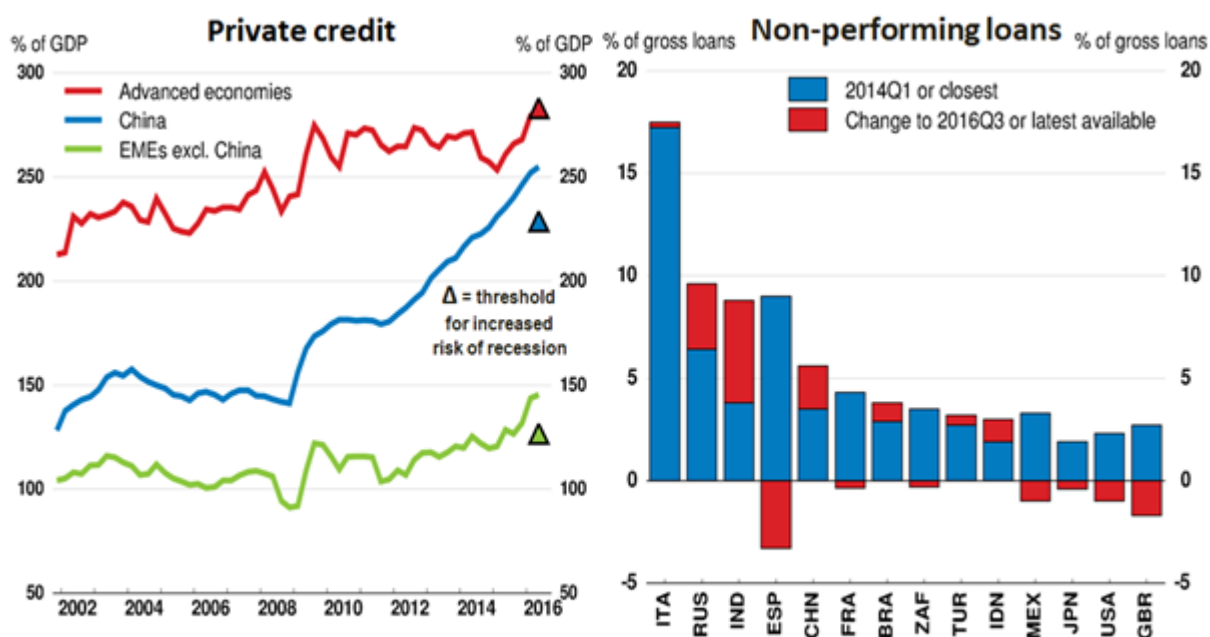 Private credit
% of GDP
% of GDP
300
300
250
250
200
200
150
150
100
100
50
50
Advanced economies
China
EMEs excl. China
Δ = threshold
for increased
risk of recession
2002 2004 2006 2008 2010 2012 2014 2016
Non-performing loans
% of gross loans
% of gross loans
20
20
15
15
10
10
5
5
0
0
-5
-5
2014Q1 or closest
Change to 2016Q3 or latest available
ITA
RUS
IND
ESP
CHN
FRA
BRA
ZAF
TUR
IDN
MEX
JPN
USA
GBR